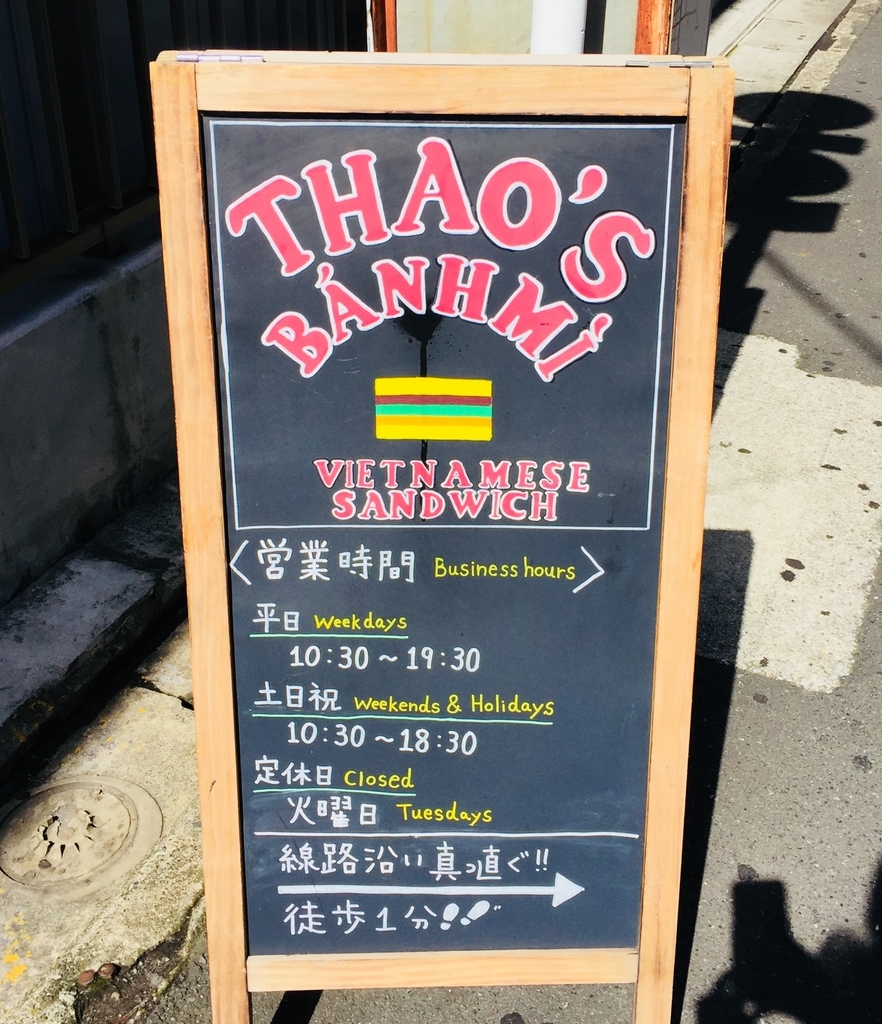 THAO'S
BÁNHMÌ
VIETNAMESE
SANDWICH
〈営業時間 Business hours〉
平日 Weekdays
10:30～19:30
土日祝 Weekends & Holidays
10:30～18:30
定休日 Closed
火曜日 Tuesdays
線路沿い真っ直ぐ!!
徒歩1分